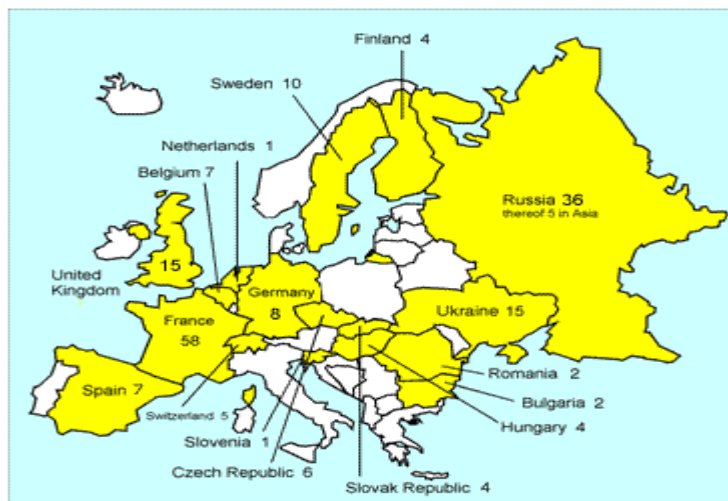 Finland 4
Sweden 10
Netherlands 1
Belgium 7
Russia 36
thereof 5 in Asia
15
United
Kingdom
Germany
8
Ukraine 15
France
58
Romania 2
Spain 7
Switzerland 5
Bulgaria 2
Slovenia 1
Hungary 4
Czech Republic 6
Slovak Republic 4